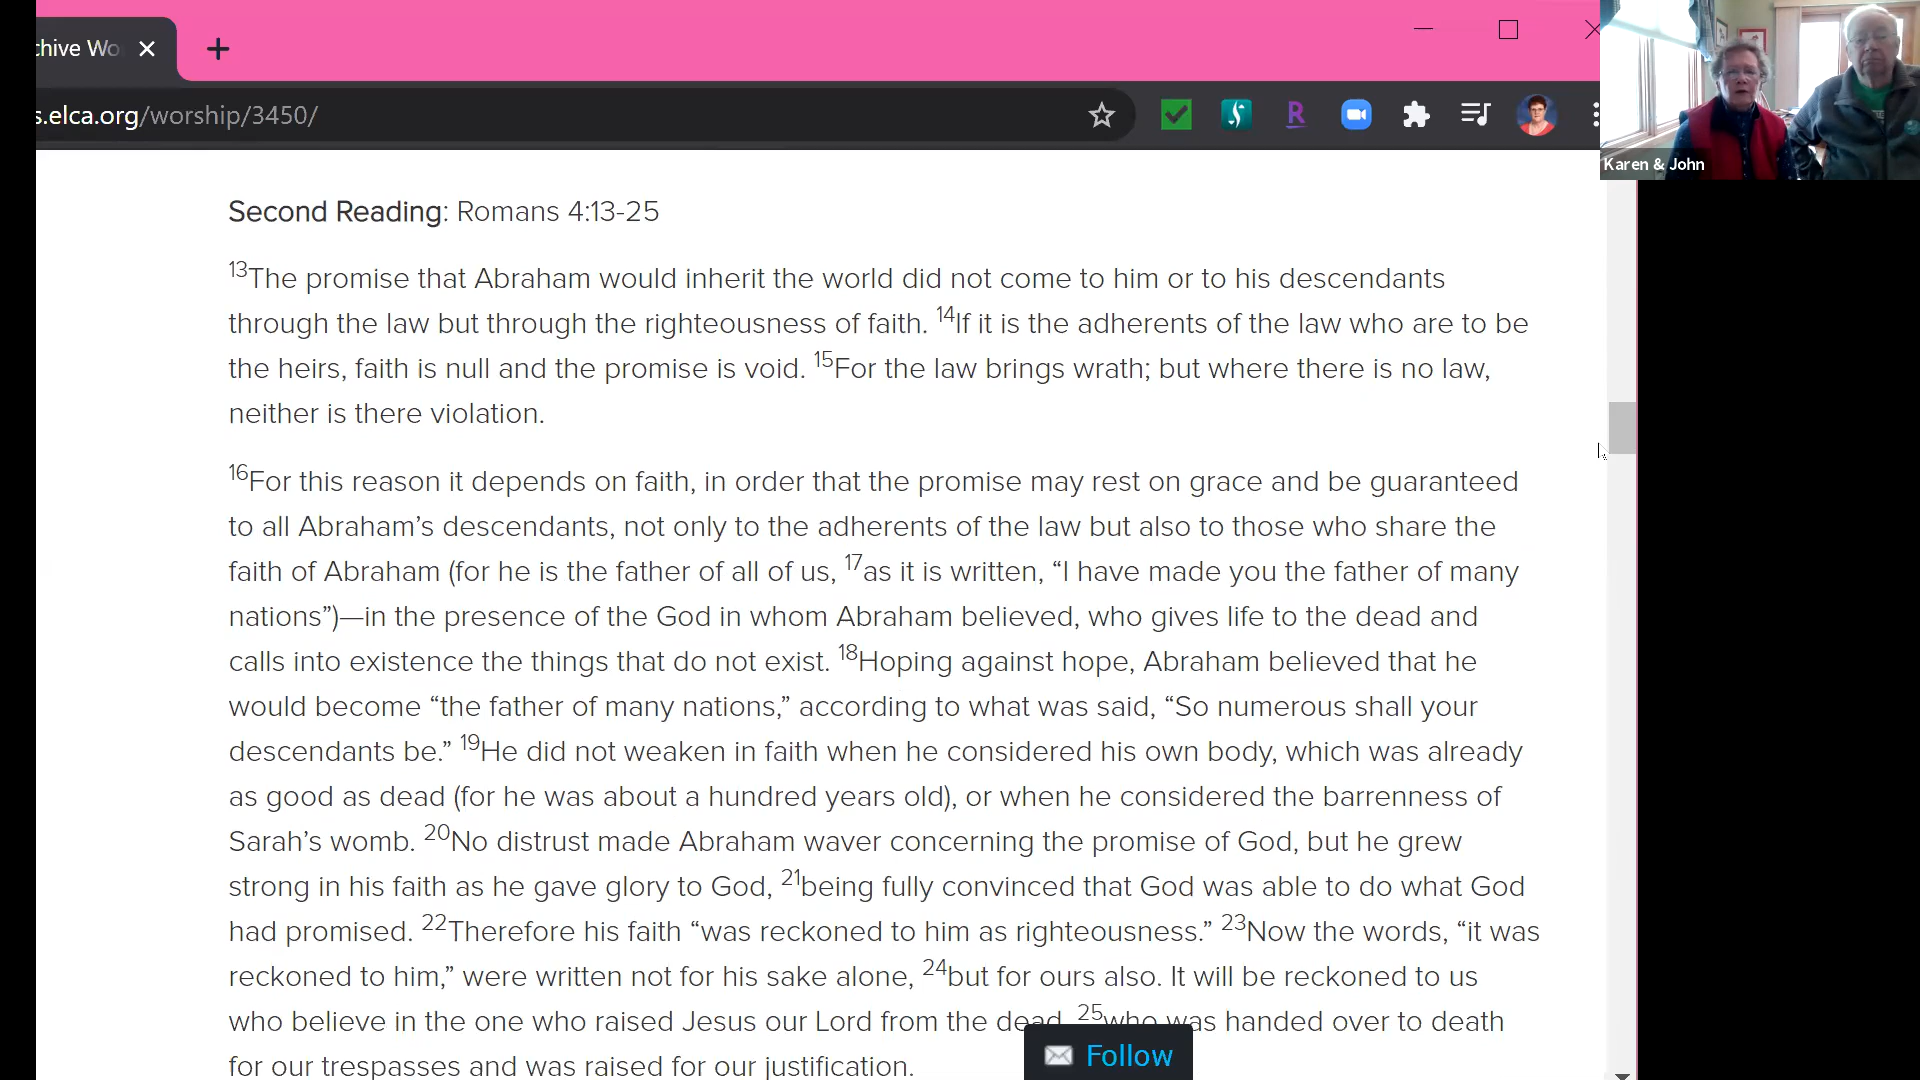 chive Wo
s.elca.org/worship/3450/
Karen & John
Second Reading: Romans 4:13-25
13The promise that Abraham would inherit the world did not come to him or to his descendants
through the law but through the righteousness of faith. 14If it is the adherents of the law who are to be
the heirs, faith is null and the promise is void. 15For the law brings wrath; but where there is no law,
neither is there violation.
16For this reason it depends on faith, in order that the promise may rest on grace and be guaranteed
to all Abraham’s descendants, not only to the adherents of the law but also to those who share the
faith of Abraham (for he is the father of all of us, 17as it is written, “I have made you the father of many
nations”)—in the presence of the God in whom Abraham believed, who gives life to the dead and
calls into existence the things that do not exist. 18Hoping against hope, Abraham believed that he
would become “the father of many nations,” according to what was said, “So numerous shall your
descendants be.” 19He did not weaken in faith when he considered his own body, which was already
as good as dead (for he was about a hundred years old), or when he considered the barrenness of
Sarah’s womb. 20No distrust made Abraham waver concerning the promise of God, but he grew
strong in his faith as he gave glory to God, 21being fully convinced that God was able to do what God
had promised. 22Therefore his faith “was reckoned to him as righteousness.” 23Now the words, “it was
reckoned to him,” were written not for his sake alone, 24but for ours also. It will be reckoned to us
who believe in the one who raised Jesus our Lord from the dead, 25who was handed over to death
for our trespasses and was raised for our justification.
Follow